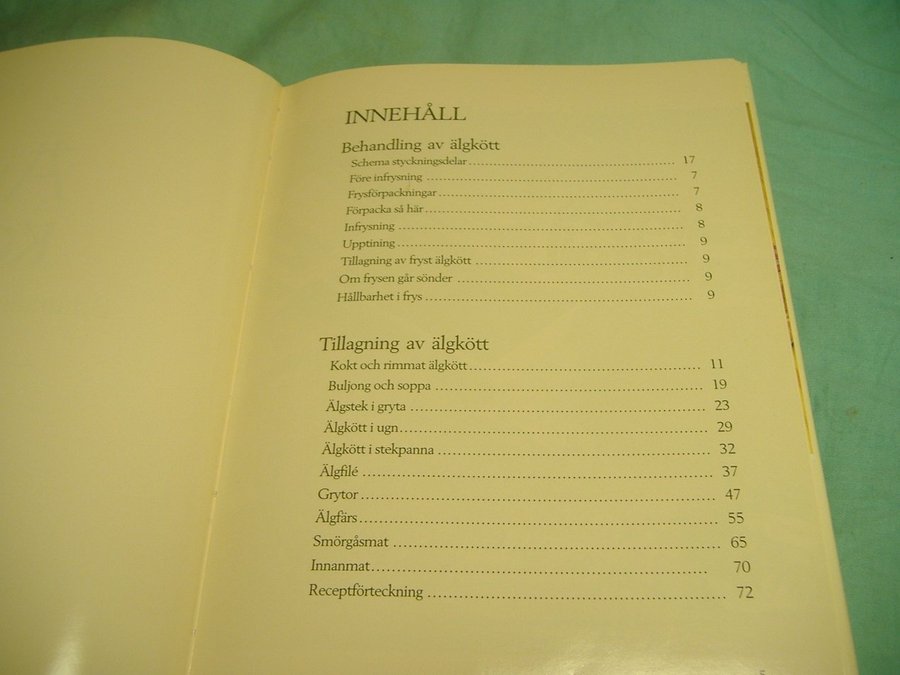 INNEHÅLL
Behandling av älgkött
Schema styckningsdelar 17
Före infrysning 7
Frysförpackningar 7
Förpacka så här 8
Infrysning 8
Upptining 9
Tillagning av fryst älgkött 9
Om frysen går sönder 9
Hållbarhet i frys 9
Tillagning av älgkött
Kokt och rimmat älgkött 11
Buljong och soppa 19
Älgstek i gryta 23
Älgkött i ugn 29
Älgkött i stekpanna 32
Älgfilé 37
Grytor 47
Älgfärs 55
Smörgåsmat 65
Innanmat 70
Receptförteckning 72